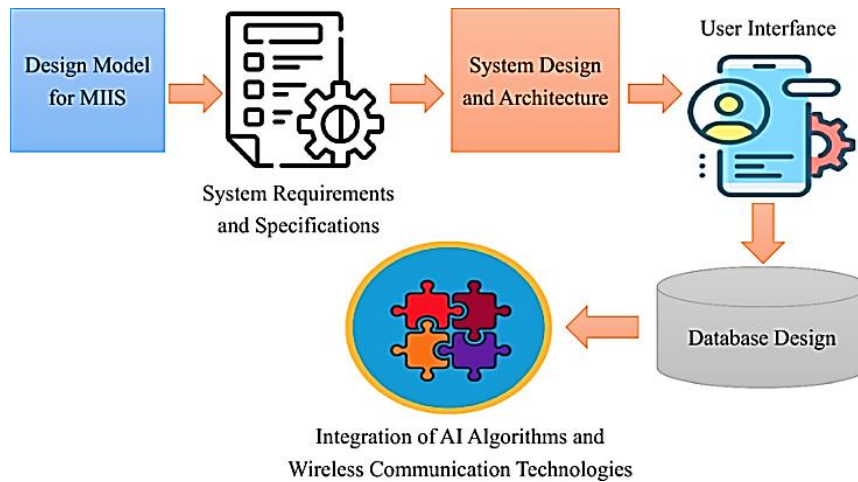 Design Model
for MIIS
System Requirements
and Specifications
System Design
and Architecture
User Interfance
Database Design
Integration of AI Algorithms and
Wireless Communication Technologies